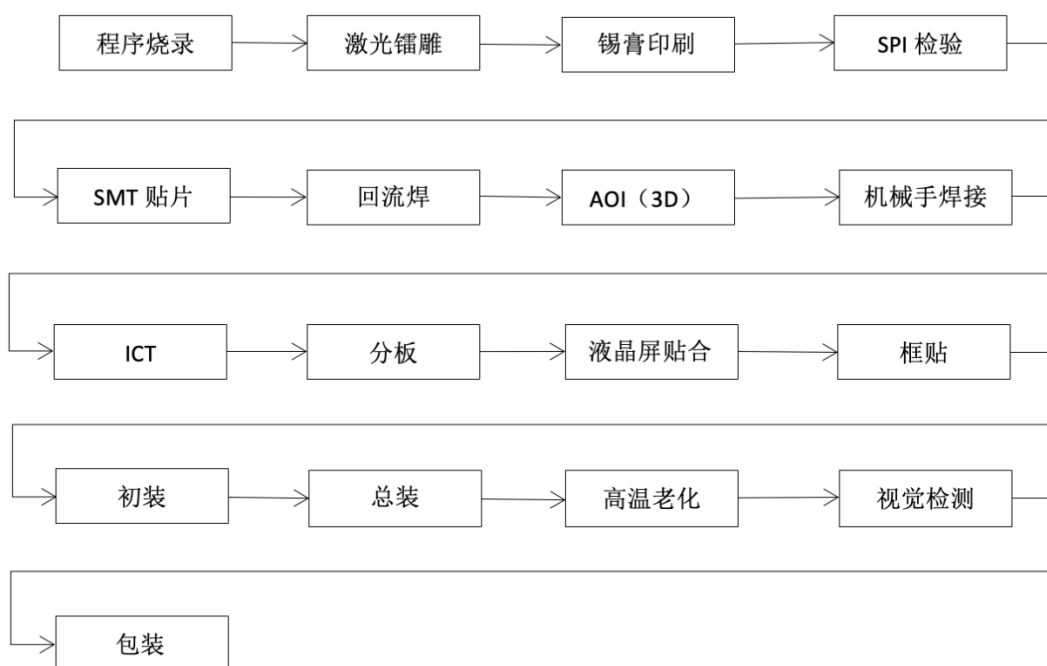 程序烧录
激光镭雕
锡膏印刷
SPI 检验
SMT 贴片
回流焊
AOI（3D）
机械手焊接
ICT
分板
液晶屏贴合
框贴
初装
总装
高温老化
视觉检测
包装